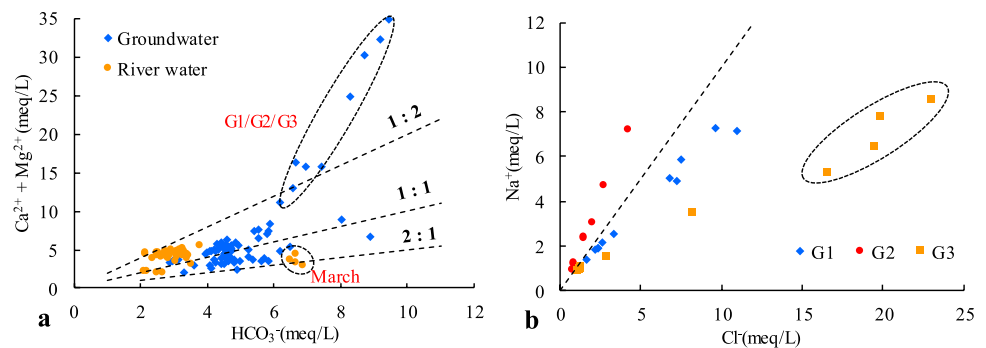 35
30
25
20
15
10
5
0
Ca²⁺ + Mg²⁺ (meq/L)
Groundwater
River water
G1/G2/G3
1 : 2
1 : 1
2 : 1
March
0 2 4 6 8 10 12
HCO₃⁻(meq/L)
a
12
10
8
6
4
2
0
Na⁺(meq/L)
G1 G2 G3
0 5 10 15 20 25
Cl⁻(meq/L)
b